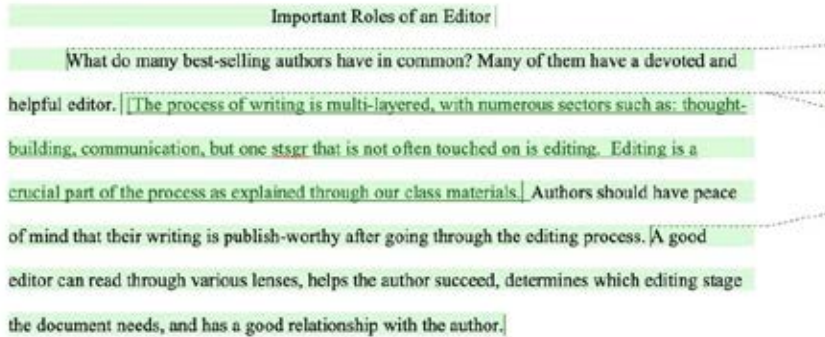 Important Roles of an Editor
What do many best-selling authors have in common? Many of them have a devoted and
helpful editor. The process of writing is multi-layered, with numerous sectors such as: thought-
building, communication, but one stsgr that is not often touched on is editing.  Editing is a
crucial part of the process as explained through our class materials. Authors should have peace
of mind that their writing is publish-worthy after going through the editing process. A good
editor can read through various lenses, helps the author succeed, determines which editing stage
the document needs, and has a good relationship with the author.